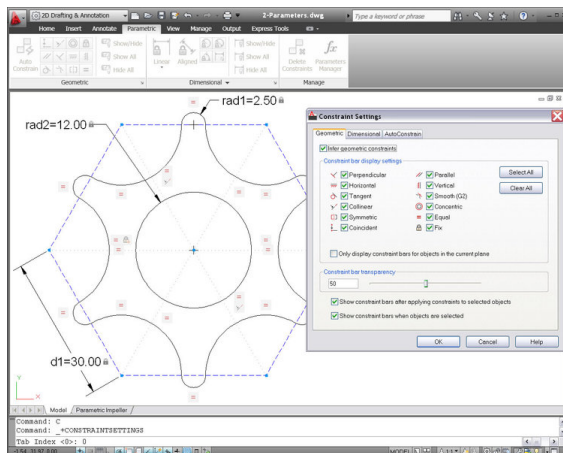 2D Drafting & Annotation
2-Parameters.dwg
Type a keyword or phrase
Home Insert Annotate Parametric View Manage Output Express Tools
Auto Constrain
Show/Hide
Show All
Hide All
Linear Aligned
Show/Hide
Show All
Hide All
Delete Constraints
Parameters Manager
Geometric
Dimensional
Manage
rad1=2.50
rad2=12.00
d1=30.00
Constraint Settings
Geometric Dimensional AutoConstrain
Infer geometric constraints
Constraint bar display settings
Perpendicular Parallel
Horizontal Vertical
Tangent Smooth (G2)
Collinear Concentric
Symmetric Equal
Coincident Fix
Select All
Clear All
Only display constraint bars for objects in the current plane
Constraint bar transparency
50
Show constraint bars after applying constraints to selected objects
Show constraint bars when objects are selected
OK Cancel Help
Y
X
Model Parametric Impeller
Command: C
Command: _+CONSTRAINTSETTINGS
Tab Index <0>: 0
MODEL